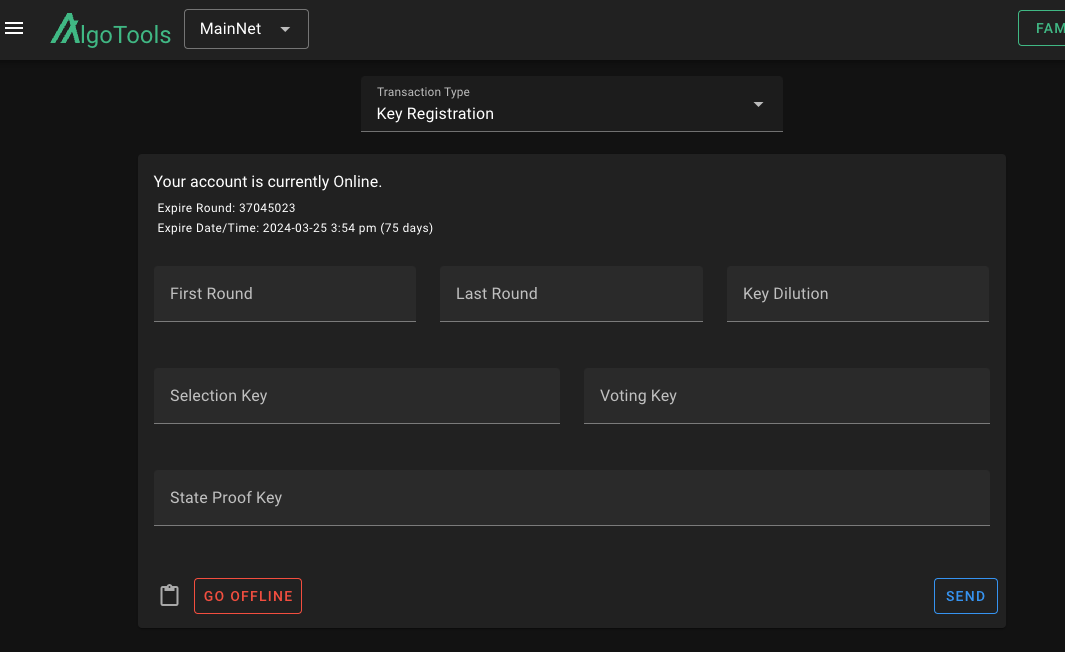 AlgoTools
MainNet
FAM
Transaction Type
Key Registration
Your account is currently Online.
Expire Round: 37045023
Expire Date/Time: 2024-03-25 3:54 pm (75 days)
First Round
Last Round
Key Dilution
Selection Key
Voting Key
State Proof Key
GO OFFLINE
SEND